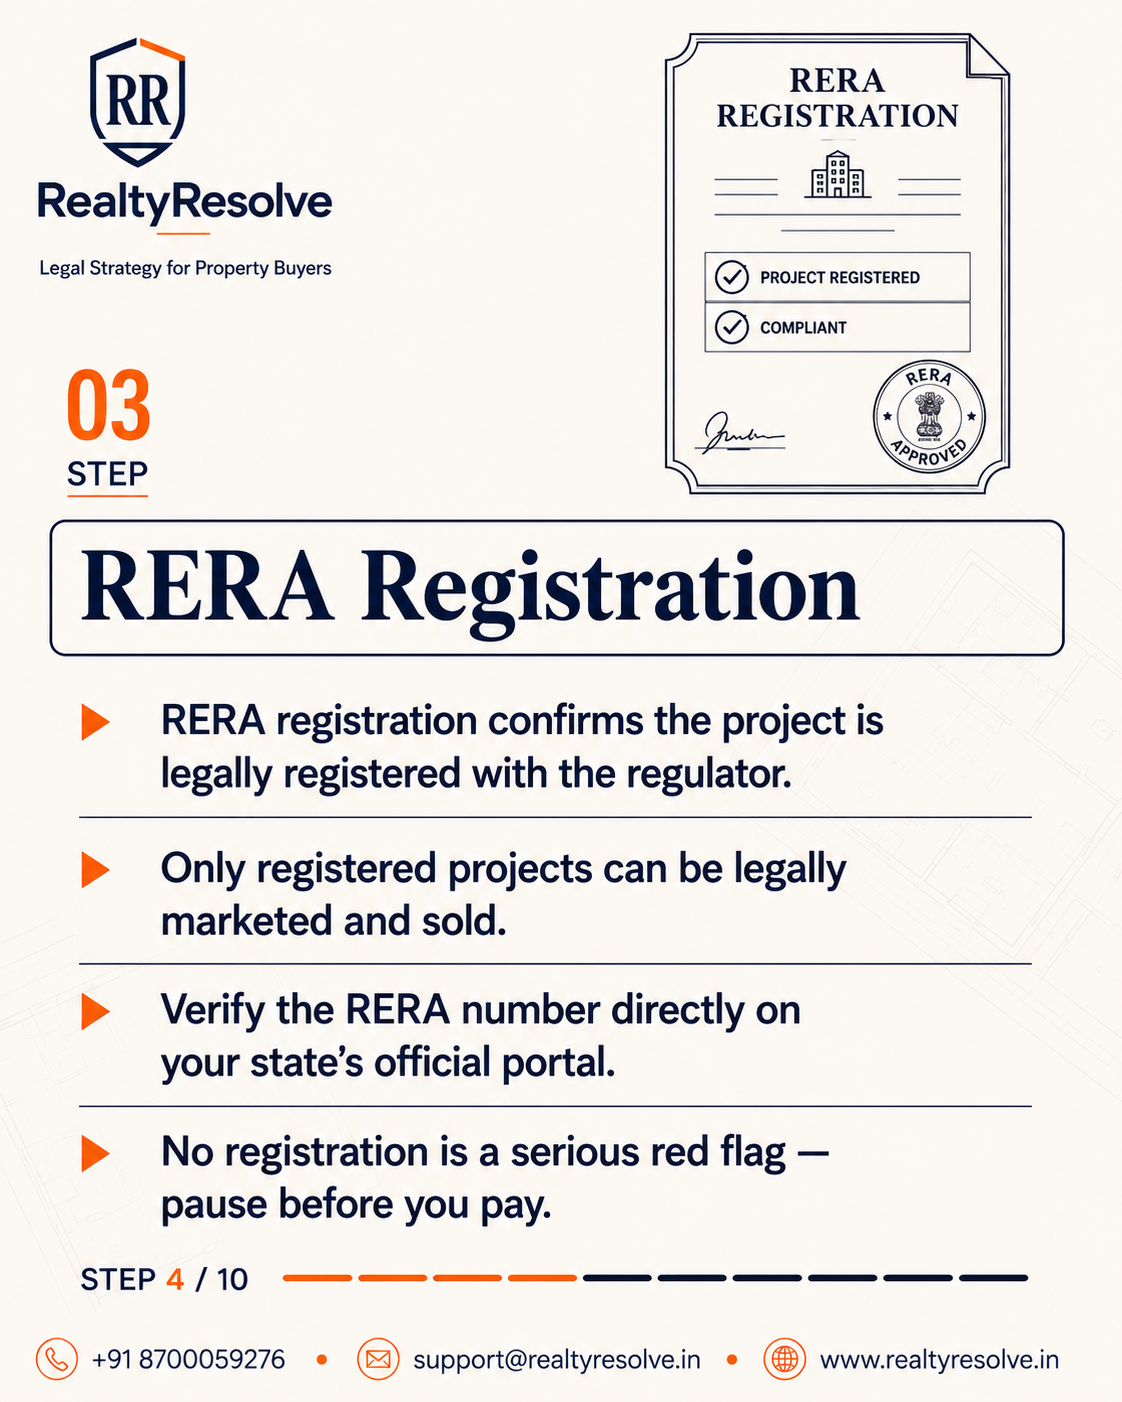 RR
RealtyResolve
Legal Strategy for Property Buyers
RERA
REGISTRATION
PROJECT REGISTERED
COMPLIANT
RERA
APPROVED
03
STEP
RERA Registration
RERA registration confirms the project is
legally registered with the regulator.
Only registered projects can be legally
marketed and sold.
Verify the RERA number directly on
your state’s official portal.
No registration is a serious red flag —
pause before you pay.
STEP 4 / 10
+91 8700059276 • support@realtyresolve.in • www.realtyresolve.in